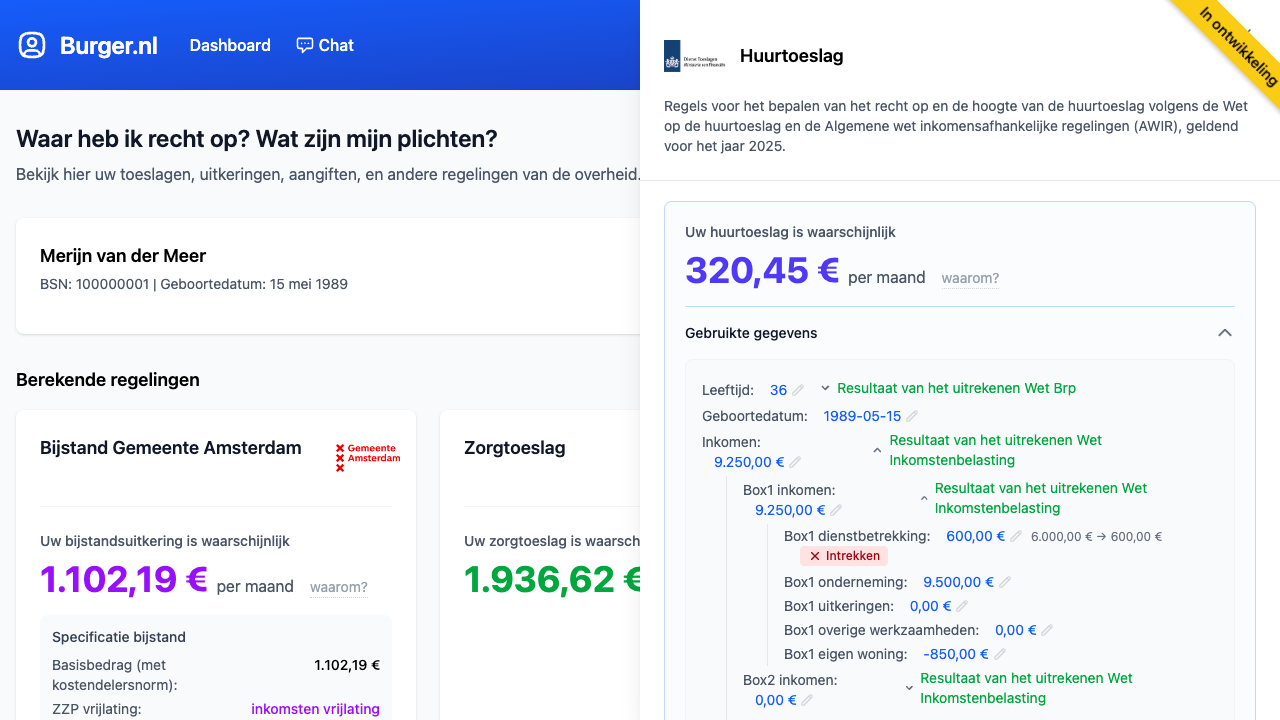 Burger.nl
Dashboard
Chat
Waar heb ik recht op? Wat zijn mijn plichten?
Bekijk hier uw toeslagen, uitkeringen, aangiften, en andere regelingen van de overheid.
Merijn van der Meer
BSN: 100000001 | Geboortedatum: 15 mei 1989
Berekende regelingen
Bijstand Gemeente Amsterdam
Gemeente
Amsterdam
Uw bijstandsuitkering is waarschijnlijk
1.102,19 € per maand waarom?
Specificatie bijstand
Basisbedrag (met
kostendelersnorm): 1.102,19 €
ZZP vrijlating: inkomsten vrijlating
Zorgtoeslag
Uw zorgtoeslag is waarsch
1.936,62 €
In ontwikkeling
Dienst Toeslagen
Ministerie van Financiën
Huurtoeslag
Regels voor het bepalen van het recht op en de hoogte van de huurtoeslag volgens de Wet
op de huurtoeslag en de Algemene wet inkomensafhankelijke regelingen (AWIR), geldend
voor het jaar 2025.
Uw huurtoeslag is waarschijnlijk
320,45 € per maand waarom?
Gebruikte gegevens
Leeftijd: 36 Resultaat van het uitrekenen Wet Brp
Geboortedatum: 1989-05-15
Inkomen:
9.250,00 €
Resultaat van het uitrekenen Wet
Inkomstenbelasting
Box1 inkomen:
9.250,00 €
Resultaat van het uitrekenen Wet
Inkomstenbelasting
Box1 dienstbetrekking: 600,00 € 6.000,00 € → 600,00 €
Intrekken
Box1 onderneming: 9.500,00 €
Box1 uitkeringen: 0,00 €
Box1 overige werkzaamheden: 0,00 €
Box1 eigen woning: -850,00 €
Box2 inkomen:
0,00 €
Resultaat van het uitrekenen Wet
Inkomstenbelasting